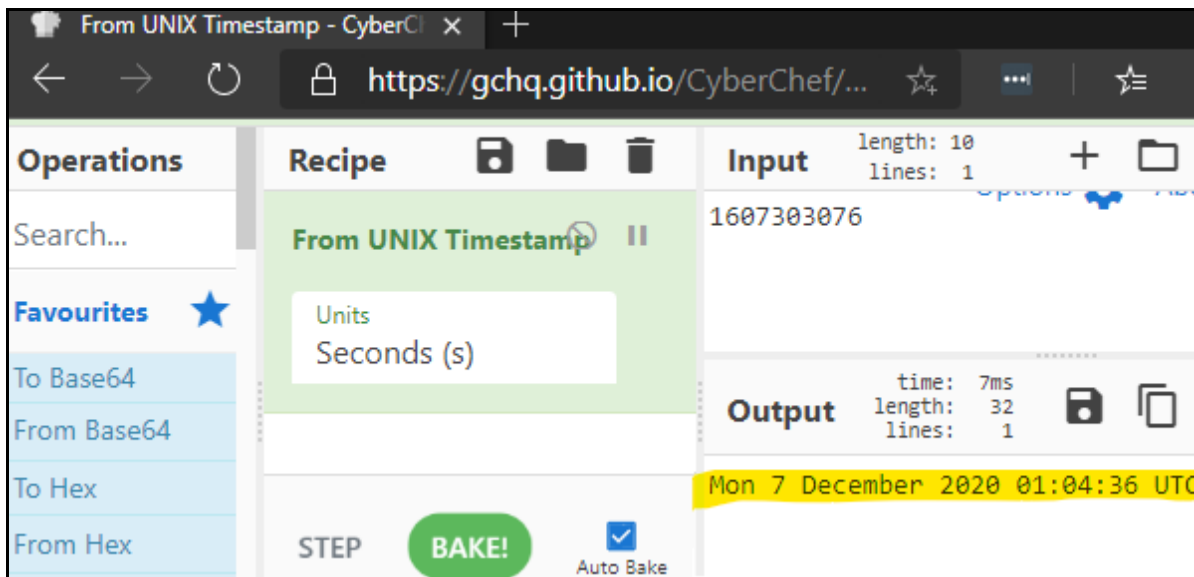 From UNIX Timestamp - CyberCh
https://gchq.github.io/CyberChef/...
Operations
Search...
Favourites
To Base64
From Base64
To Hex
From Hex
Recipe
From UNIX Timestamp
Units
Seconds (s)
STEP
BAKE!
Auto Bake
Input
length: 10
lines: 1
Options
1607303076
Output
time: 7ms
length: 32
lines: 1
Mon 7 December 2020 01:04:36 UTC